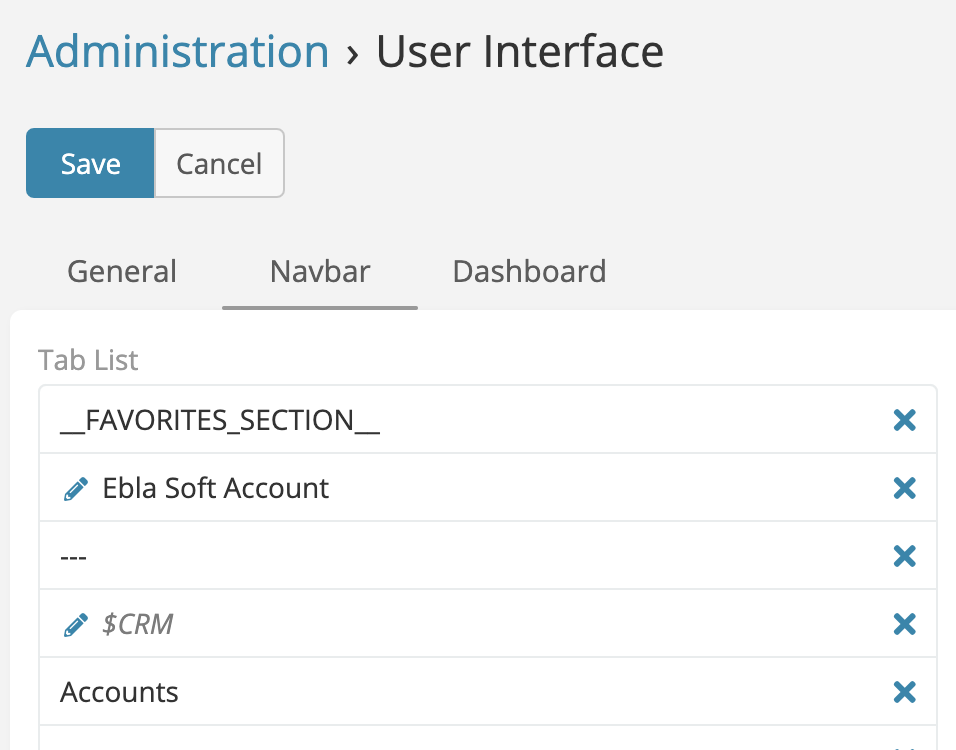 Administration › User Interface
Save Cancel
General Navbar Dashboard
Tab List
__FAVORITES_SECTION__
Ebla Soft Account
---
$CRM
Accounts